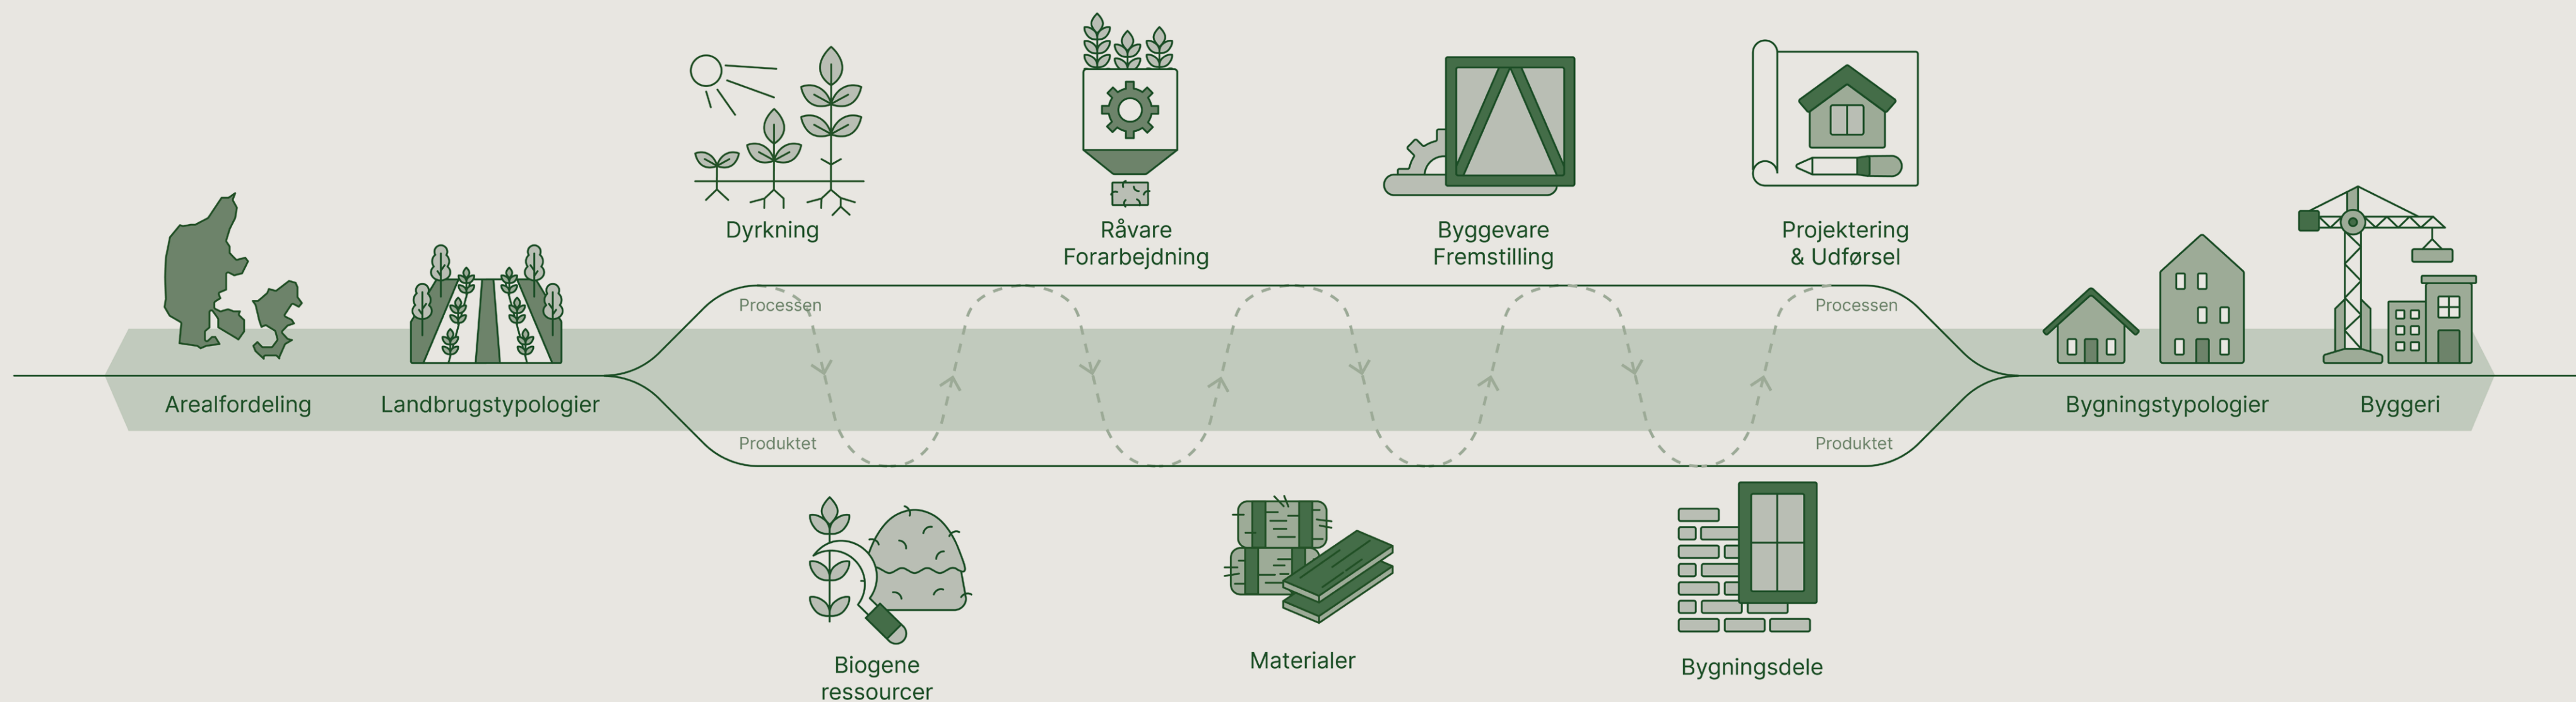 Dyrkning
Råvare
Forarbejdning
Byggevare
Fremstilling
Projektering
& Udførsel
Processen
Processen
Arealfordeling
Landbrugstypologier
Bygningstypologier
Byggeri
Produktet
Produktet
Biogene
ressourcer
Materialer
Bygningsdele